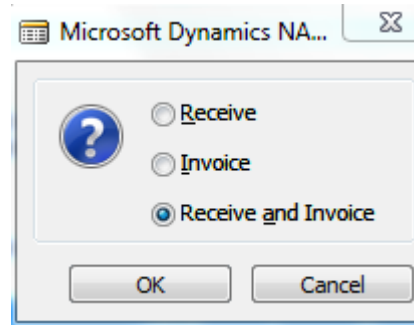 Microsoft Dynamics NA...
Receive
Invoice
Receive and Invoice
OK Cancel